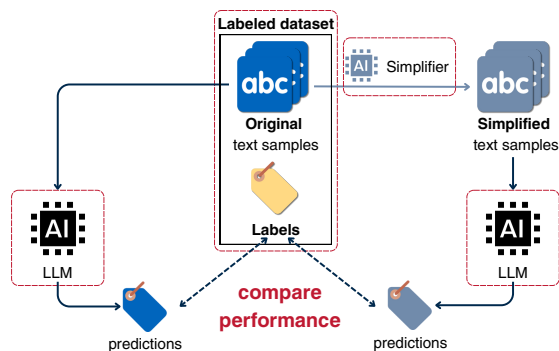 Labeled dataset
abc
Original
text samples
Labels
AI
Simplifier
abc
Simplified
text samples
AI
LLM
predictions
compare
performance
AI
LLM
predictions